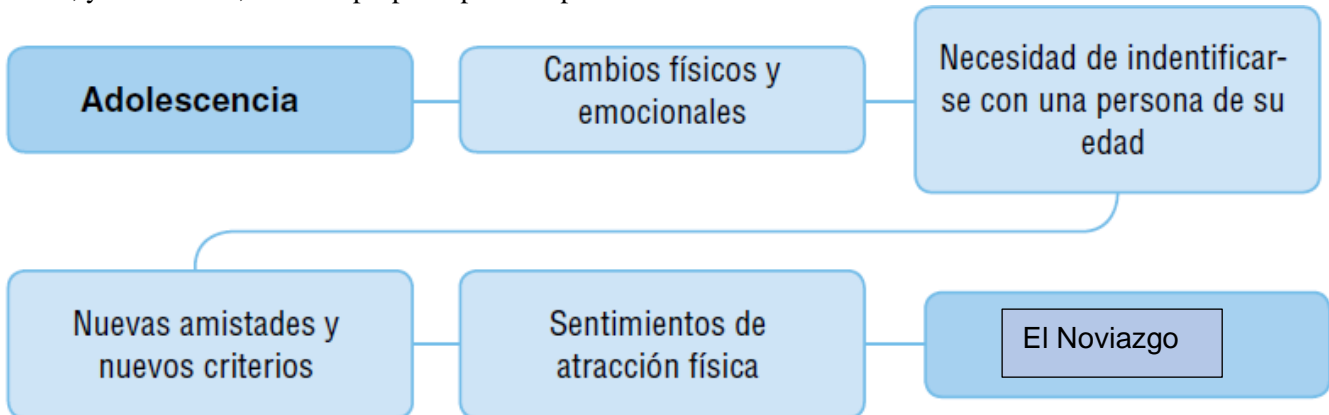 Adolescencia
Cambios físicos y
emocionales
Necesidad de indentificar-
se con una persona de su
edad
Nuevas amistades y
nuevos criterios
Sentimientos de
atracción física
El Noviazgo